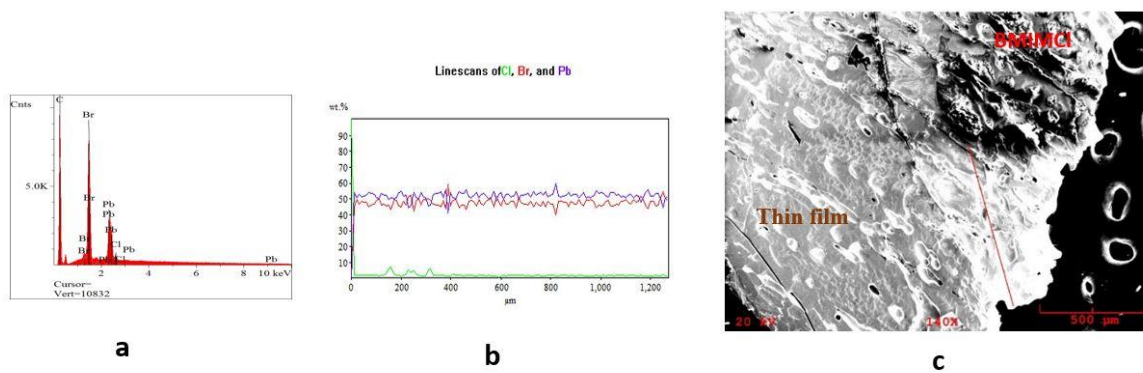 Cnts
C
Br
5.0K
Br
Pb
Pb
Br
Pb
Cl
Br
Pb
Pb
Cl
Pb
2
4
6
8
10 keV
Cursor=
Vert=10832
a
Linescans ofCl, Br, and Pb
wt.%
90
80
70
60
50
40
30
20
10
0
200
400
600
800
1,000
1,200
µm
b
BMIMCl
Thin film
20 KV
140X
500 µm
c